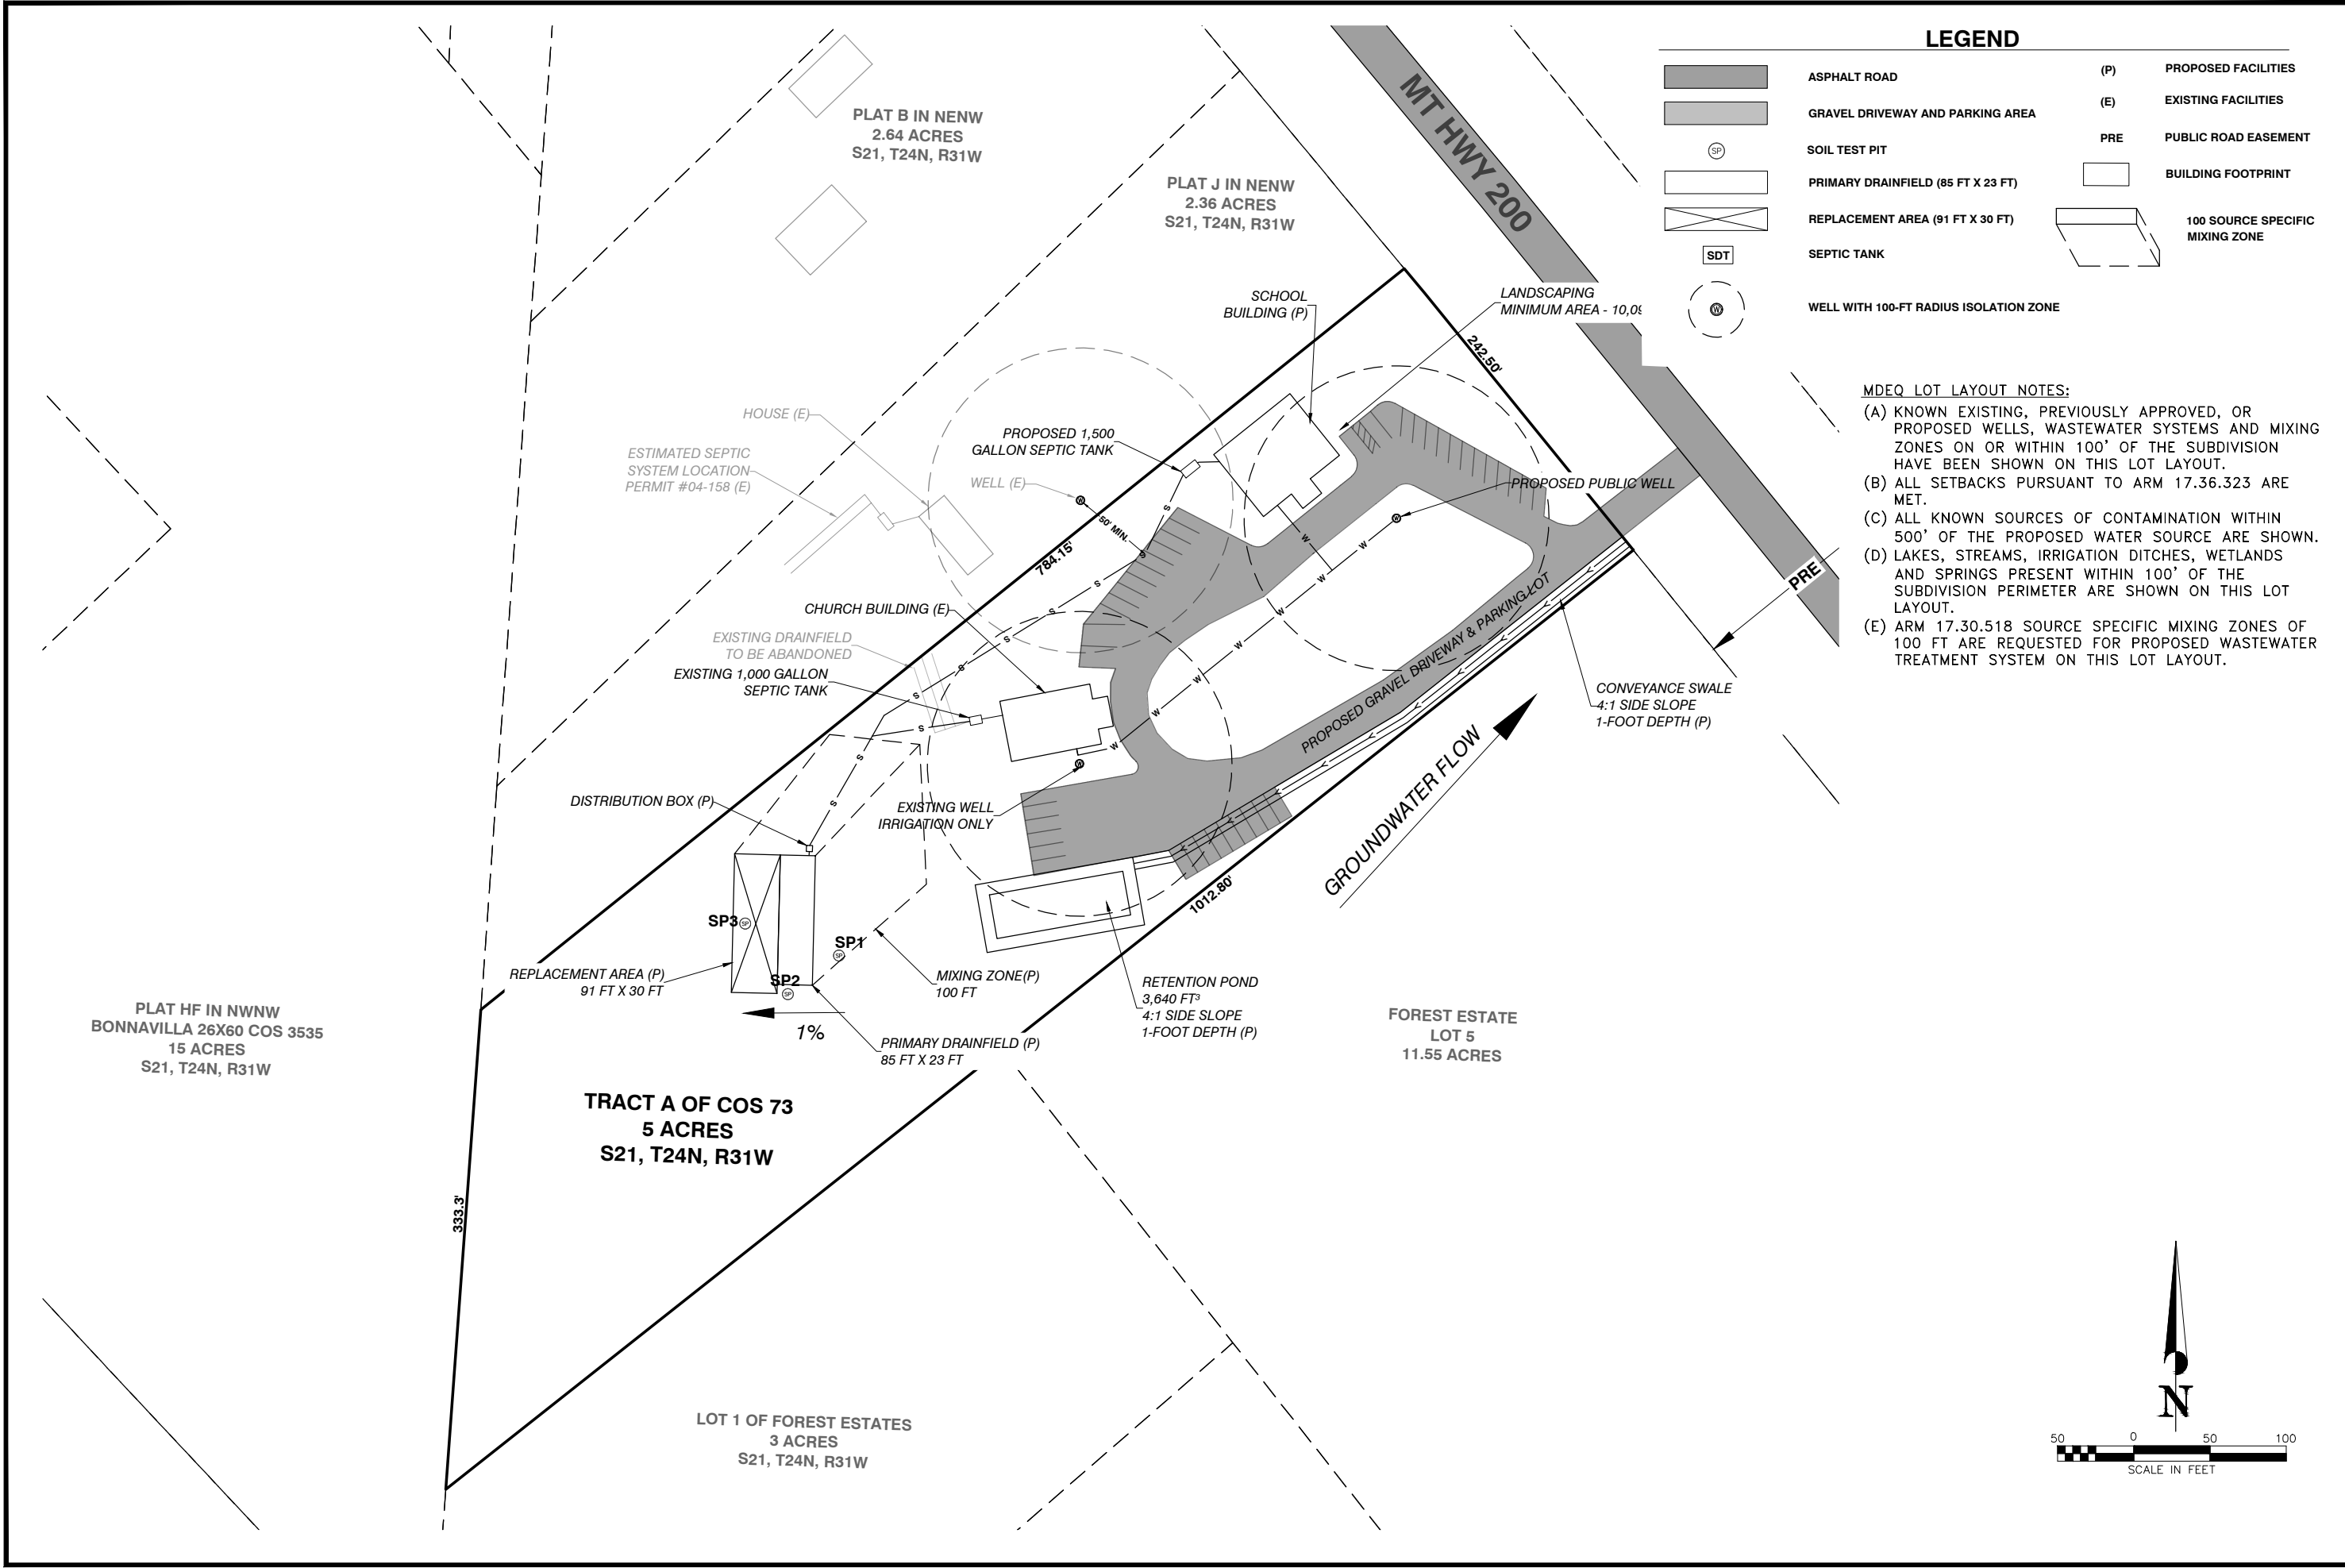 LEGEND
ASPHALT ROAD
GRAVEL DRIVEWAY AND PARKING AREA
SP
SOIL TEST PIT
PRIMARY DRAINFIELD (85 FT X 23 FT)
REPLACEMENT AREA (91 FT X 30 FT)
SDT
SEPTIC TANK
W
WELL WITH 100-FT RADIUS ISOLATION ZONE
(P)
PROPOSED FACILITIES
(E)
EXISTING FACILITIES
PRE
PUBLIC ROAD EASEMENT
BUILDING FOOTPRINT
100 SOURCE SPECIFIC
MIXING ZONE
MDEQ LOT LAYOUT NOTES:
(A) KNOWN EXISTING, PREVIOUSLY APPROVED, OR
PROPOSED WELLS, WASTEWATER SYSTEMS AND MIXING
ZONES ON OR WITHIN 100' OF THE SUBDIVISION
HAVE BEEN SHOWN ON THIS LOT LAYOUT.
(B) ALL SETBACKS PURSUANT TO ARM 17.36.323 ARE
MET.
(C) ALL KNOWN SOURCES OF CONTAMINATION WITHIN
500' OF THE PROPOSED WATER SOURCE ARE SHOWN.
(D) LAKES, STREAMS, IRRIGATION DITCHES, WETLANDS
AND SPRINGS PRESENT WITHIN 100' OF THE
SUBDIVISION PERIMETER ARE SHOWN ON THIS LOT
LAYOUT.
(E) ARM 17.30.518 SOURCE SPECIFIC MIXING ZONES OF
100 FT ARE REQUESTED FOR PROPOSED WASTEWATER
TREATMENT SYSTEM ON THIS LOT LAYOUT.
PLAT B IN NENW
2.64 ACRES
S21, T24N, R31W
PLAT J IN NENW
2.36 ACRES
S21, T24N, R31W
MT HWY 200
SCHOOL
BUILDING (P)
LANDSCAPING
MINIMUM AREA - 10,09
242.50'
HOUSE (E)
PROPOSED 1,500
GALLON SEPTIC TANK
ESTIMATED SEPTIC
SYSTEM LOCATION
PERMIT #04-158 (E)
WELL (E)
50' MIN.
PROPOSED PUBLIC WELL
784.15'
PRE
CHURCH BUILDING (E)
EXISTING DRAINFIELD
TO BE ABANDONED
EXISTING 1,000 GALLON
SEPTIC TANK
PROPOSED GRAVEL DRIVEWAY & PARKING LOT
CONVEYANCE SWALE
4:1 SIDE SLOPE
1-FOOT DEPTH (P)
GROUNDWATER FLOW
DISTRIBUTION BOX (P)
EXISTING WELL
IRRIGATION ONLY
1012.80'
SP3
SP
SP1
SP
SP2
SP
REPLACEMENT AREA (P)
91 FT X 30 FT
MIXING ZONE(P)
100 FT
RETENTION POND
3,640 FT³
4:1 SIDE SLOPE
1-FOOT DEPTH (P)
1%
PRIMARY DRAINFIELD (P)
85 FT X 23 FT
PLAT HF IN NWNW
BONNAVILLA 26X60 COS 3535
15 ACRES
S21, T24N, R31W
FOREST ESTATE
LOT 5
11.55 ACRES
TRACT A OF COS 73
5 ACRES
S21, T24N, R31W
333.3'
LOT 1 OF FOREST ESTATES
3 ACRES
S21, T24N, R31W
N
50 0 50 100
SCALE IN FEET